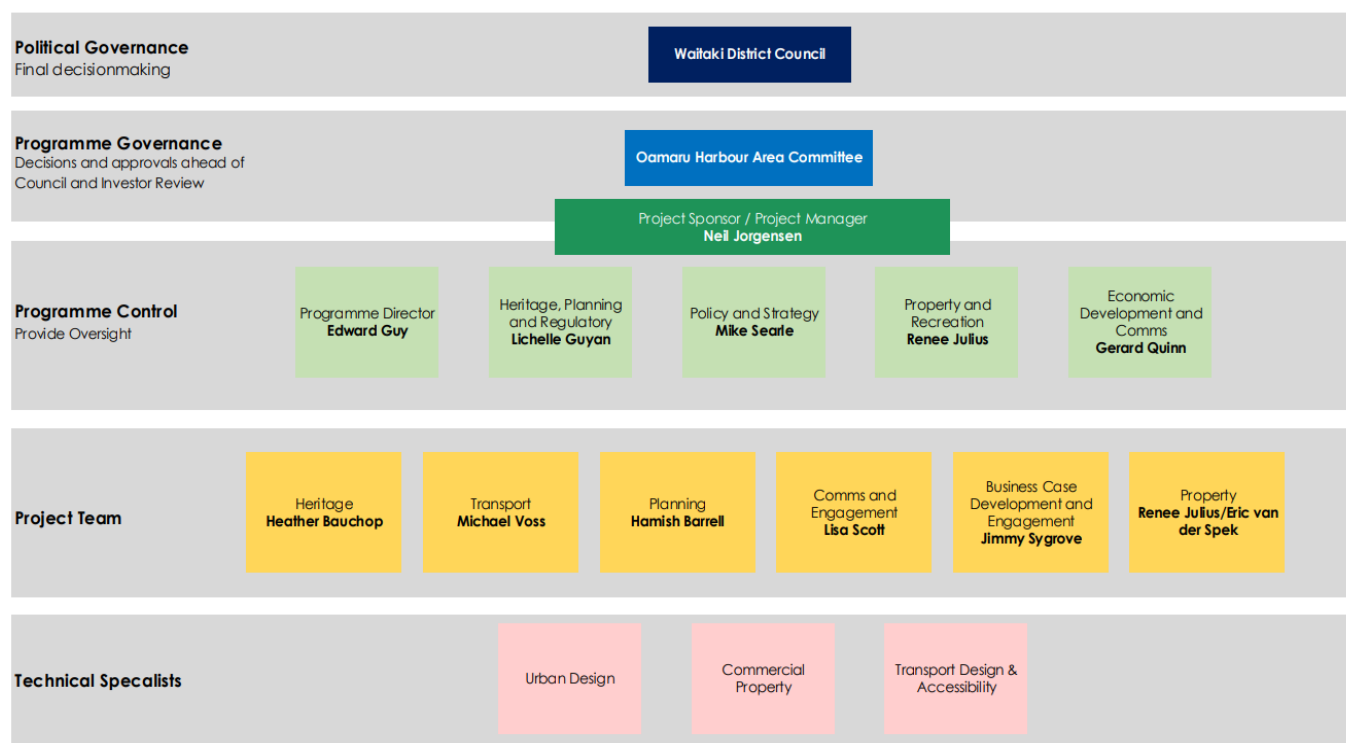 Political Governance
Final decisionmaking
Waitaki District Council
Programme Governance
Decisions and approvals ahead of
Council and Investor Review
Oamaru Harbour Area Committee
Project Sponsor / Project Manager
Neil Jorgensen
Programme Control
Provide Oversight
Programme Director
Edward Guy
Heritage, Planning
and Regulatory
Lichelle Guyan
Policy and Strategy
Mike Searle
Property and
Recreation
Renee Julius
Economic
Development and
Comms
Gerard Quinn
Project Team
Heritage
Heather Bauchop
Transport
Michael Voss
Planning
Hamish Barrell
Comms and
Engagement
Lisa Scott
Business Case
Development and
Engagement
Jimmy Sygrove
Property
Renee Julius/Eric van
der Spek
Technical Specalists
Urban Design
Commercial
Property
Transport Design &
Accessibility